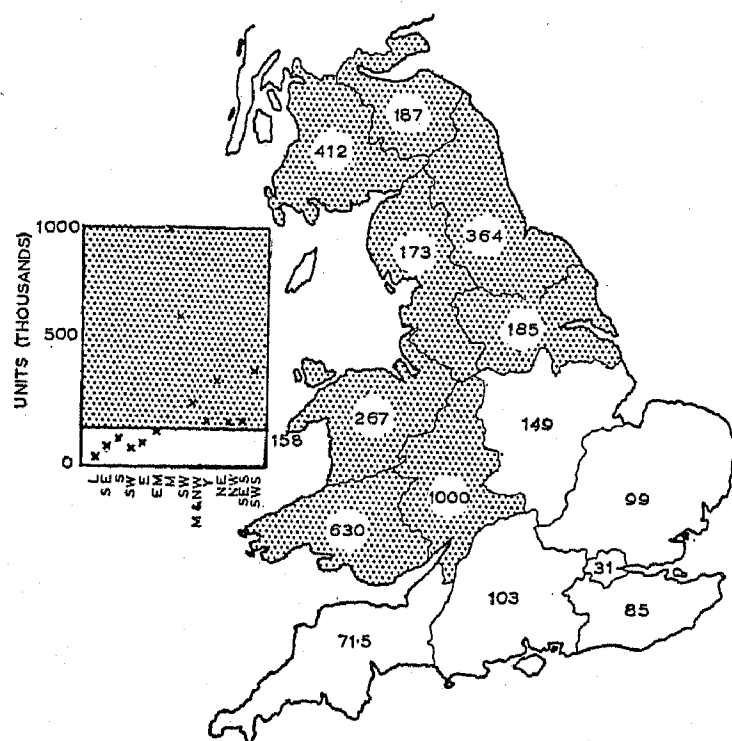 187
412
364
173
1000
UNITS (THOUSANDS)
500
185
267
149
158
0
L
SE
S
SW
E
EM
M
SW
M & NW
Y
NE
NW
SES
SWS
1000
99
630
31
103
85
71·5